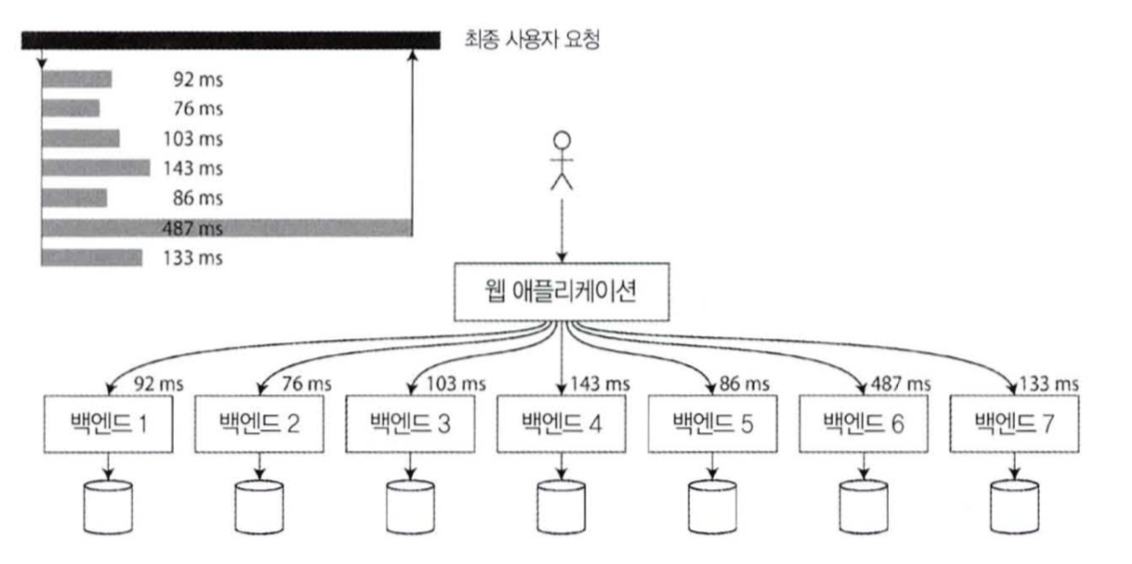 최종 사용자 요청
92 ms
76 ms
103 ms
143 ms
86 ms
487 ms
133 ms
웹 애플리케이션
92 ms
76 ms
103 ms
143 ms
86 ms
487 ms
133 ms
백엔드 1
백엔드 2
백엔드 3
백엔드 4
백엔드 5
백엔드 6
백엔드 7